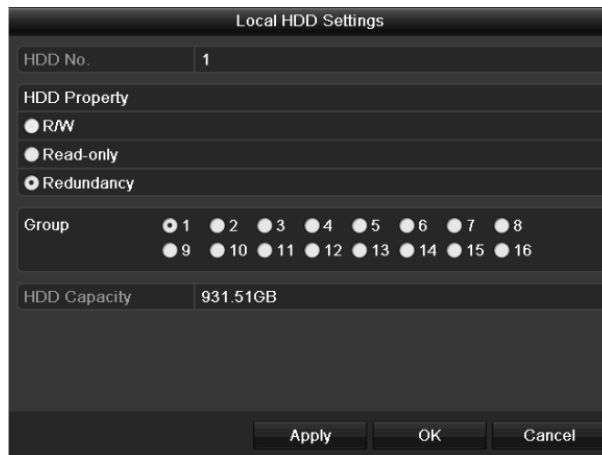 Local HDD Settings
HDD No. 1
HDD Property
R/W
Read-only
Redundancy
Group 1 2 3 4 5 6 7 8
9 10 11 12 13 14 15 16
HDD Capacity 931.51GB
Apply OK Cancel